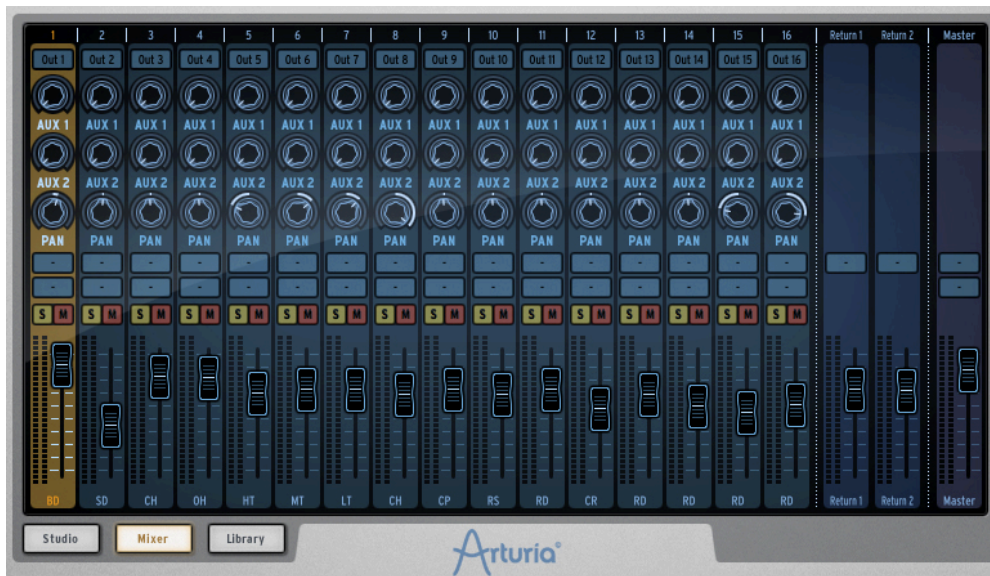 1 2 3 4 5 6 7 8 9 10 11 12 13 14 15 16 Return 1 Return 2 Master
Out 1 Out 2 Out 3 Out 4 Out 5 Out 6 Out 7 Out 8 Out 9 Out 10 Out 11 Out 12 Out 13 Out 14 Out 15 Out 16
AUX 1 AUX 1 AUX 1 AUX 1 AUX 1 AUX 1 AUX 1 AUX 1 AUX 1 AUX 1 AUX 1 AUX 1 AUX 1 AUX 1 AUX 1 AUX 1
AUX 2 AUX 2 AUX 2 AUX 2 AUX 2 AUX 2 AUX 2 AUX 2 AUX 2 AUX 2 AUX 2 AUX 2 AUX 2 AUX 2 AUX 2 AUX 2
PAN PAN PAN PAN PAN PAN PAN PAN PAN PAN PAN PAN PAN PAN PAN PAN
- - - - - - - - - - - - - - - - - - -
- - - - - - - - - - - - - - - - -
S M S M S M S M S M S M S M S M S M S M S M S M S M S M S M S M
BD SD CH OH HT MT LT CH CP RS RD CR RD RD RD RD Return 1 Return 2 Master
Studio Mixer Library
Arturia®